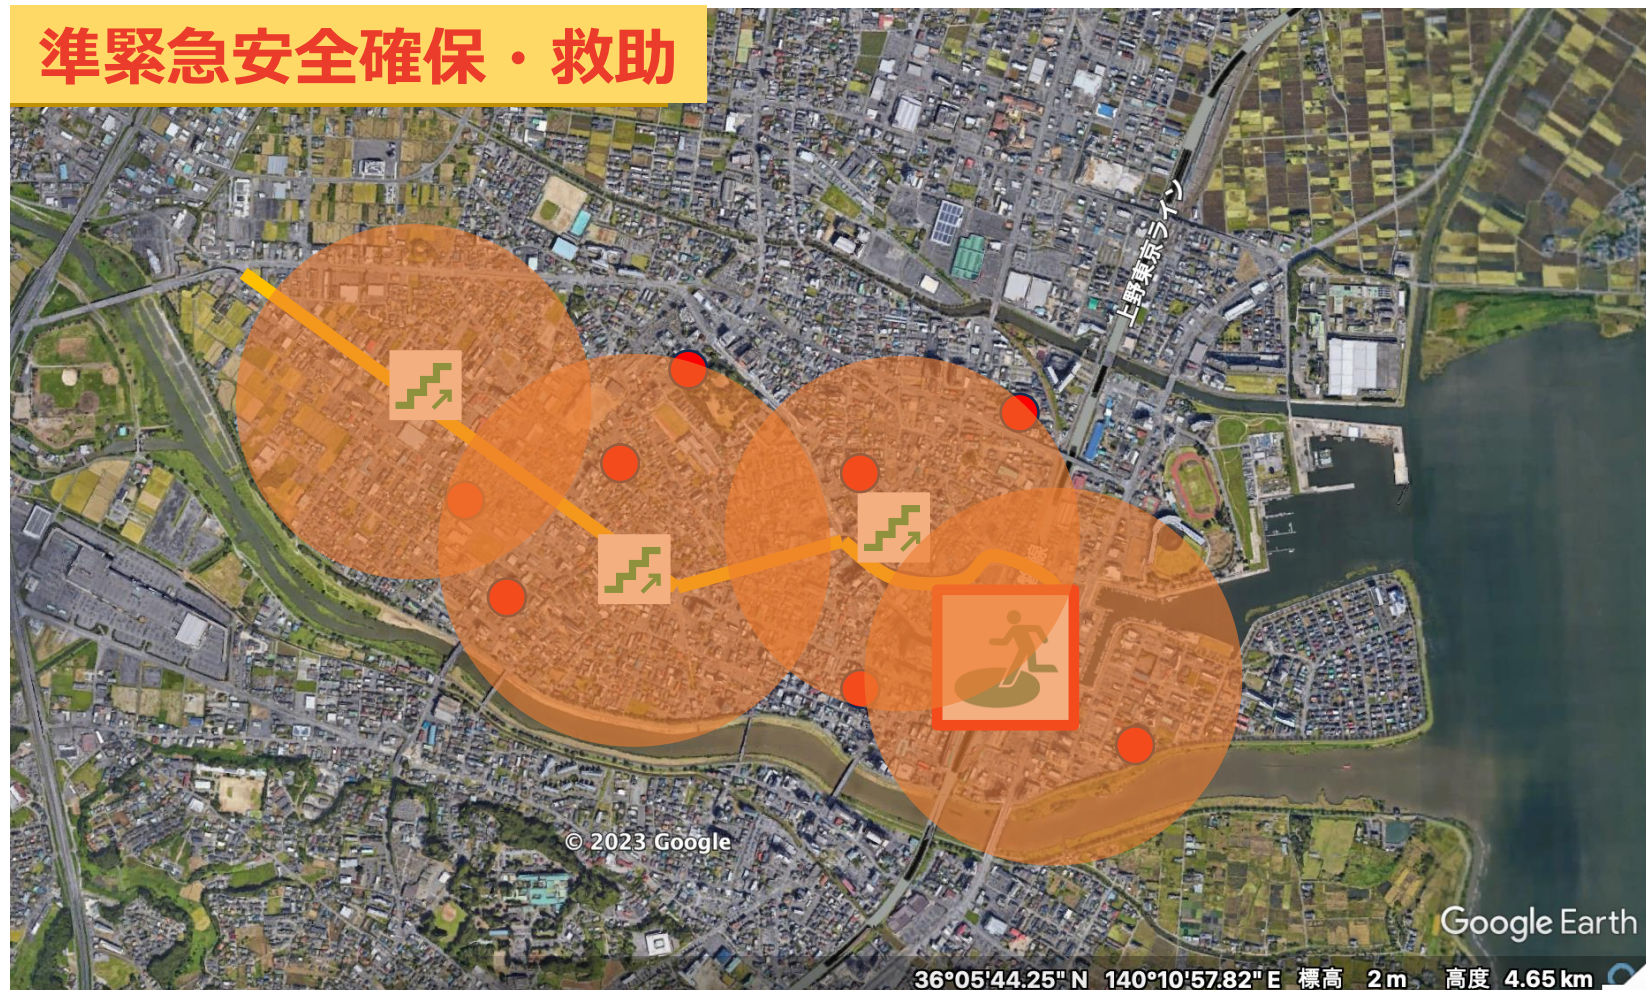 準緊急安全確保・救助
上野東京ライン
線
© 2023 Google
Google Earth
36°05'44.25" N 140°10'57.82" E 標高 2 m 高度 4.65 km